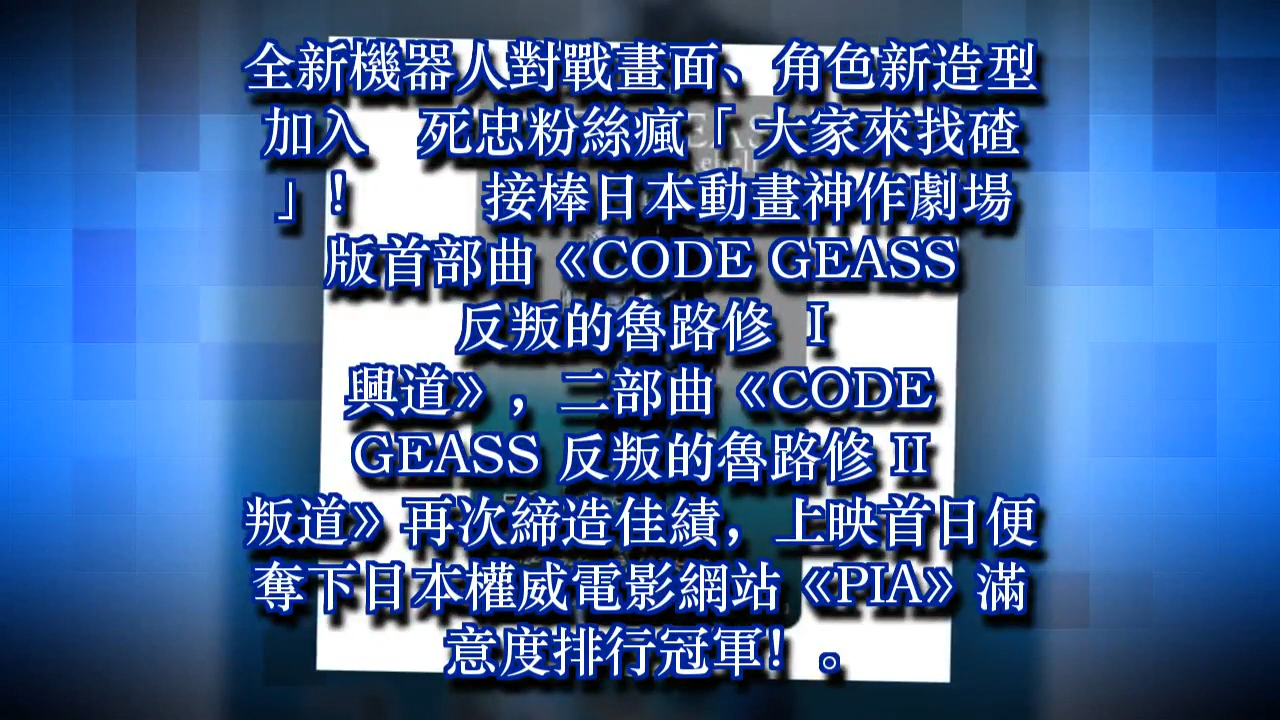 全新機器人對戰畫面、角色新造型
加入　死忠粉絲瘋「 大家來找碴
」！　　接棒日本動畫神作劇場
版首部曲《CODE GEASS
反叛的魯路修 Ⅰ
興道》，二部曲《CODE
GEASS 反叛的魯路修 Ⅱ
叛道》再次締造佳績，上映首日便
奪下日本權威電影網站《PIA》滿
意度排行冠軍！。